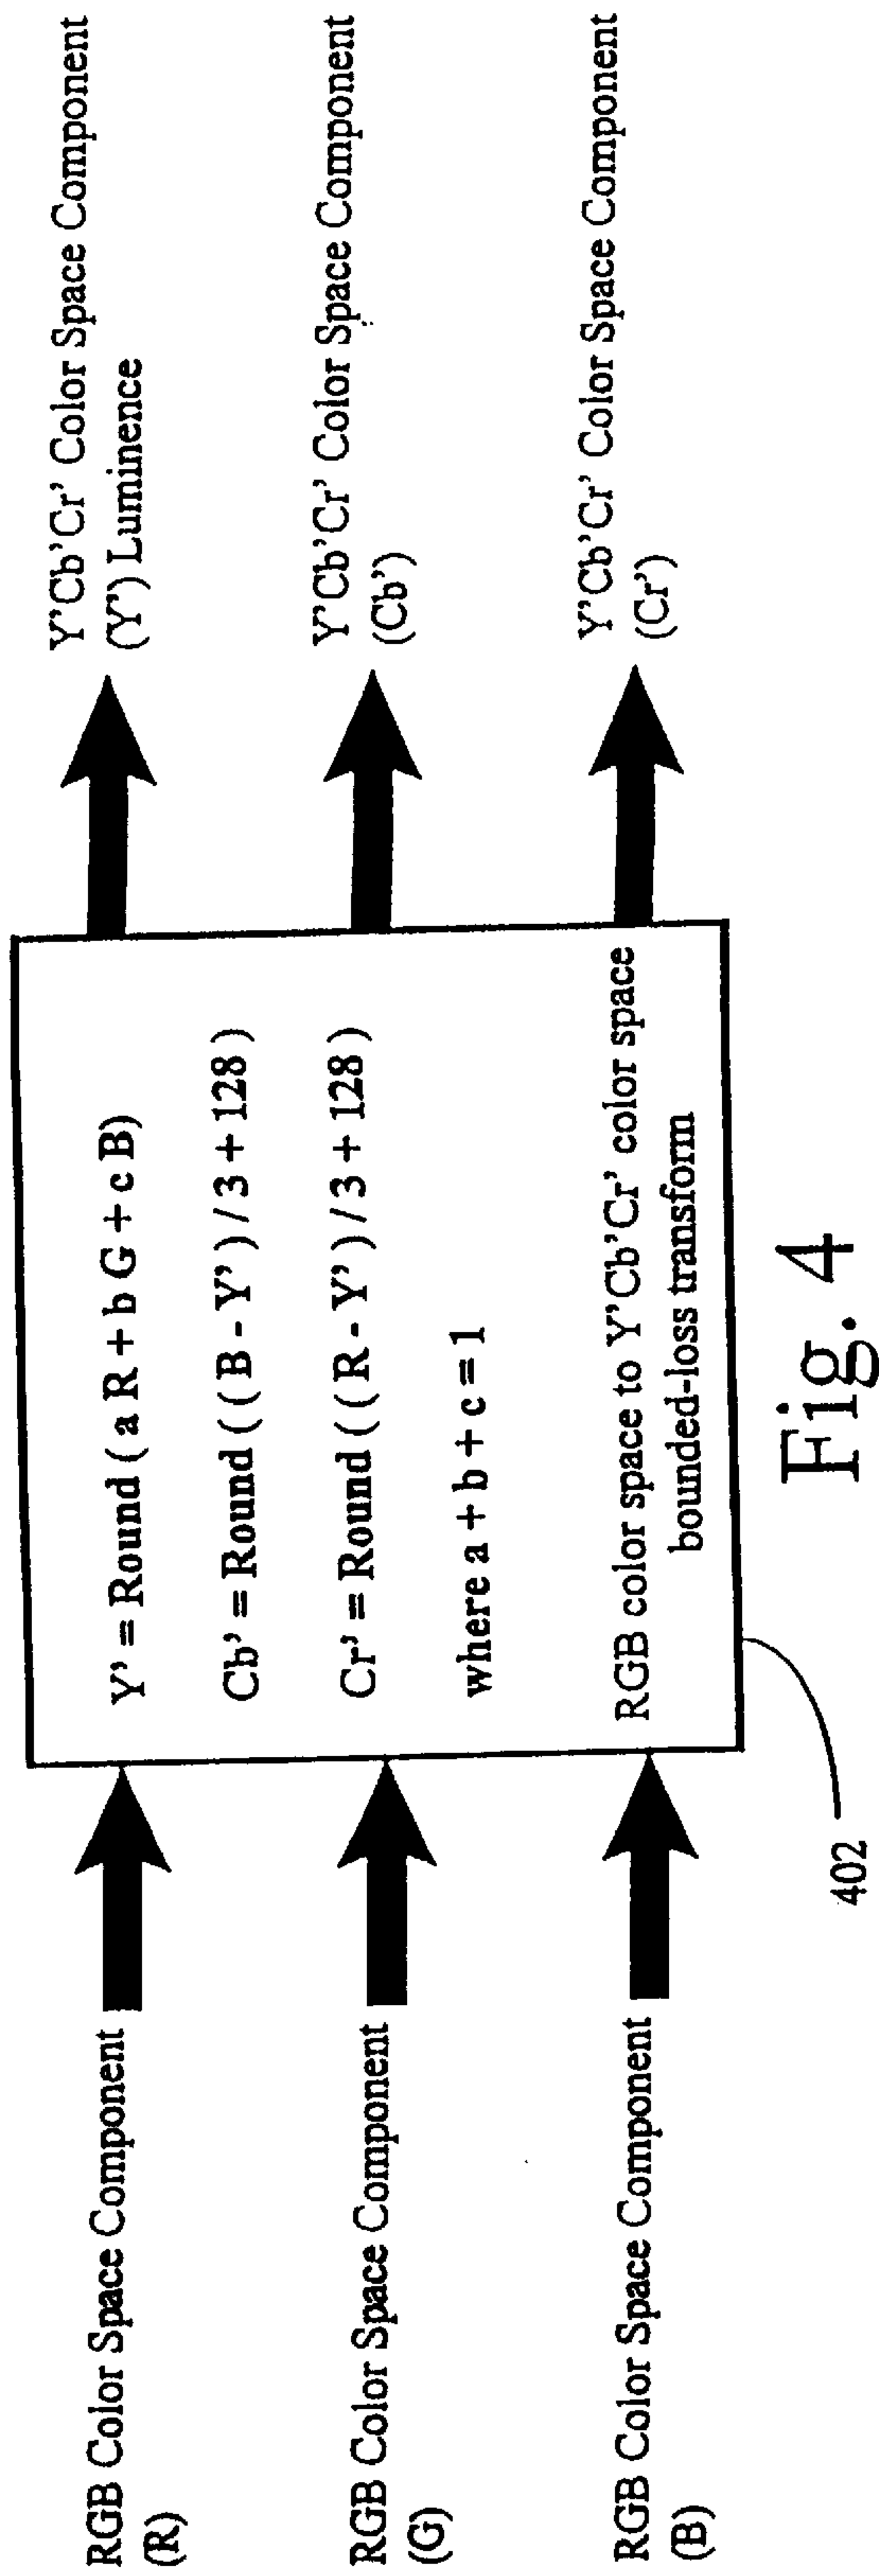 RGB Color Space Component
(R)
RGB Color Space Component
(G)
RGB Color Space Component
(B)
Y' = Round ( a R + b G + c B)
Cb' = Round ( ( B - Y' ) / 3 + 128 )
Cr' = Round ( ( R - Y' ) / 3 + 128 )
where a + b + c = 1
RGB color space to Y'Cb'Cr' color space
bounded-loss transform
Y'Cb'Cr' Color Space Component
(Y') Luminence
Y'Cb'Cr' Color Space Component
(Cb')
Y'Cb'Cr' Color Space Component
(Cr')
402
Fig. 4